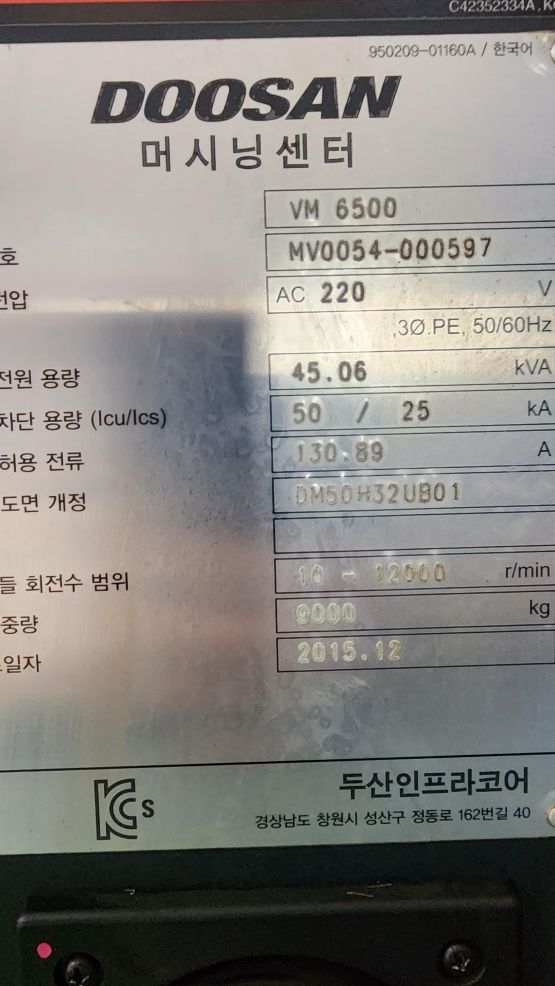 C42352334A.K
950209-01160A / 한국어
DOOSAN
머시닝센터
VM 6500
호 MV0054-000597
전압 AC 220 V
,3Ø.PE, 50/60Hz
전원 용량 45.06 kVA
차단 용량 (Icu/Ics) 50 / 25 kA
허용 전류 130.89 A
도면 개정 DM50H32UB01
들 회전수 범위 10 - 12000 r/min
중량 9000 kg
일자 2015.12
KCs
두산인프라코어
경상남도 창원시 성산구 정동로 162번길 40